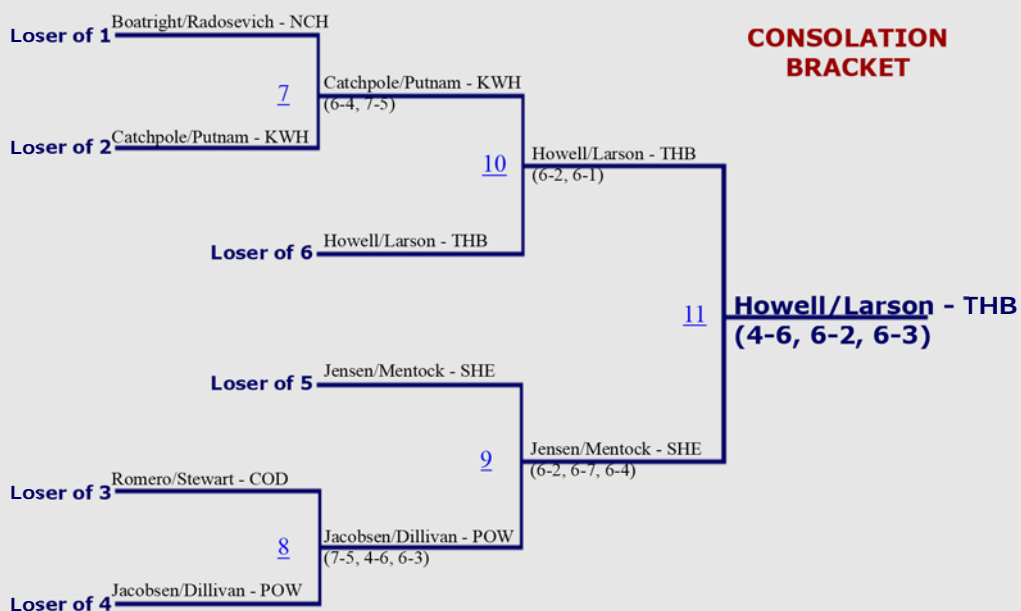 Boatright/Radosevich - NCH
Loser of 1
CONSOLATION
BRACKET
7
Catchpole/Putnam - KWH
(6-4, 7-5)
Catchpole/Putnam - KWH
Loser of 2
10
Howell/Larson - THB
(6-2, 6-1)
Howell/Larson - THB
Loser of 6
11
Howell/Larson - THB
(4-6, 6-2, 6-3)
Jensen/Mentock - SHE
Loser of 5
9
Jensen/Mentock - SHE
(6-2, 6-7, 6-4)
Romero/Stewart - COD
Loser of 3
8
Jacobsen/Dillivan - POW
(7-5, 4-6, 6-3)
Jacobsen/Dillivan - POW
Loser of 4